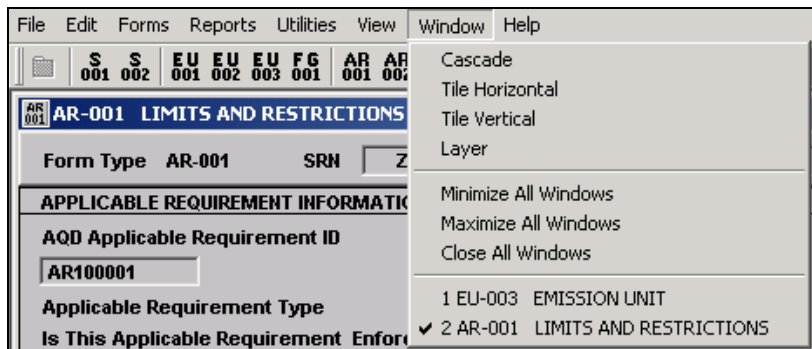 File Edit Forms Reports Utilities View Window Help
S 001 S 002 EU 001 EU 002 EU 003 FG 001 AR 001 AR 002
Cascade
Tile Horizontal
Tile Vertical
Layer
Minimize All Windows
Maximize All Windows
Close All Windows
1 EU-003 EMISSION UNIT
2 AR-001 LIMITS AND RESTRICTIONS
AR 001 AR-001 LIMITS AND RESTRICTIONS
Form Type AR-001 SRN Z
APPLICABLE REQUIREMENT
AQD Applicable Requirement ID
AR100001
Applicable Requirement Type
Is This Applicable Requirement